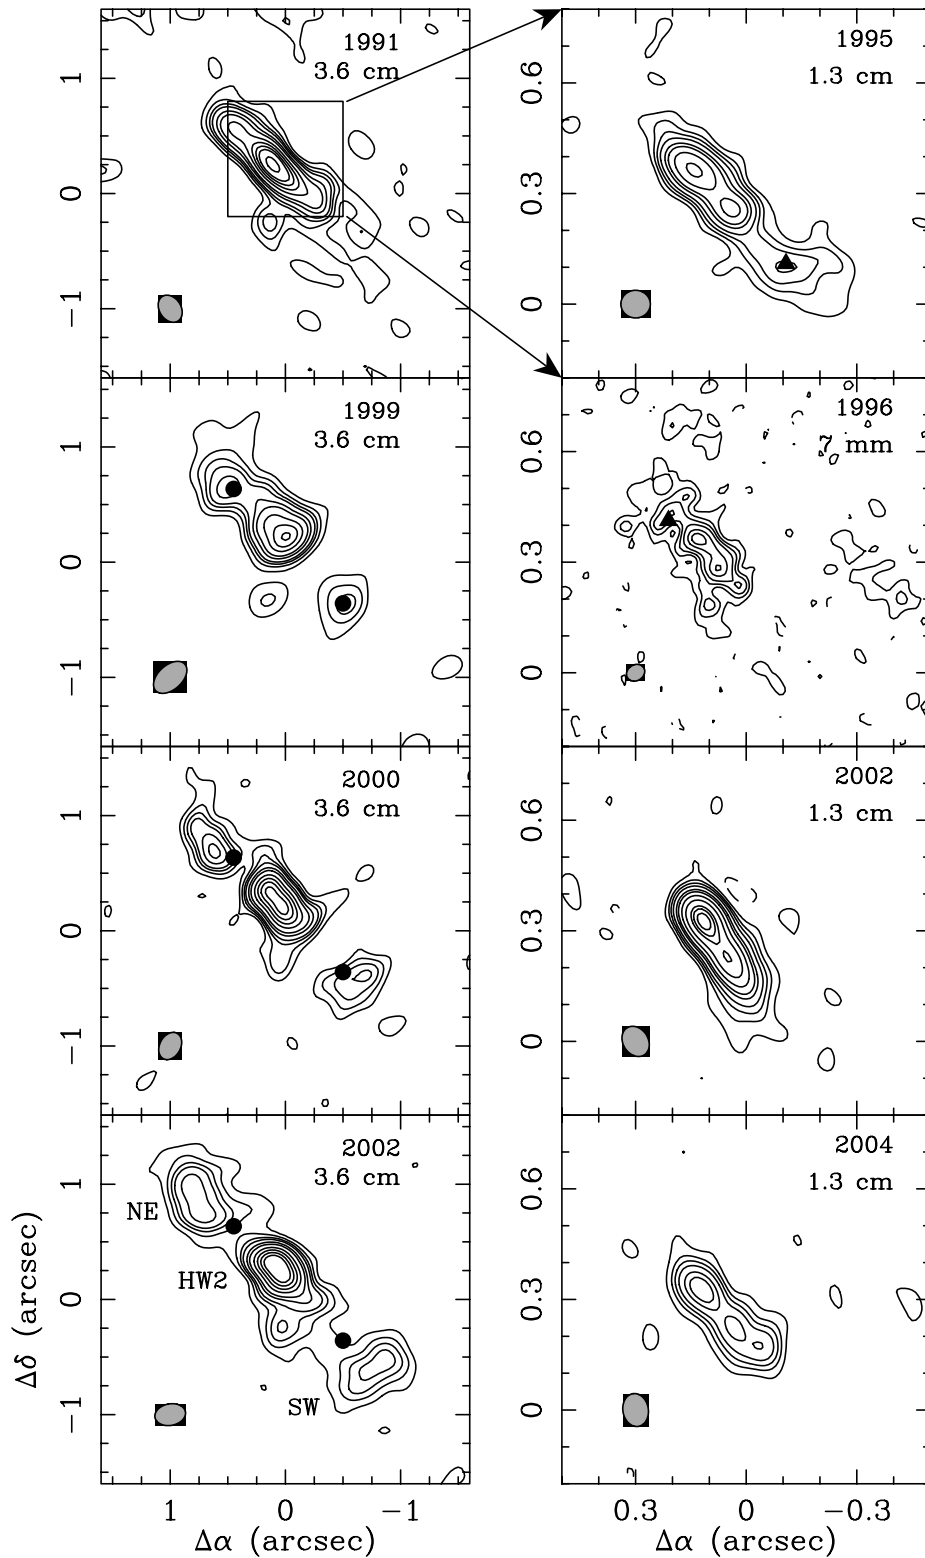 1991
3.6 cm
1
0
−1
1995
1.3 cm
0.6
0.3
0
1999
3.6 cm
1
0
−1
1996
7 mm
0.6
0.3
0
2000
3.6 cm
1
0
−1
2002
1.3 cm
0.6
0.3
0
2002
3.6 cm
NE
HW2
SW
1
0
−1
Δδ (arcsec)
1 0 −1
Δα (arcsec)
2004
1.3 cm
0.6
0.3
0
0.3 0 −0.3
Δα (arcsec)